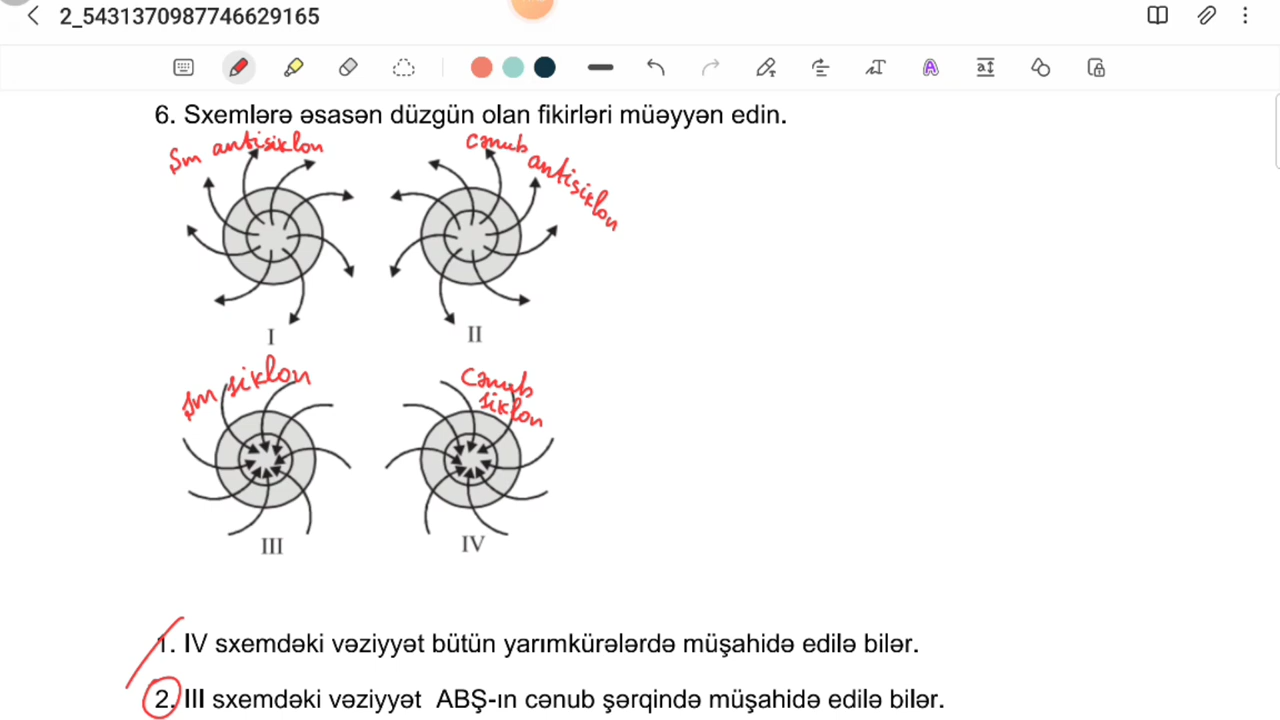 2_5431370987746629165
6. Sxemlərə əsasən düzgün olan fikirləri müəyyən edin.
Şm antisiklon
Cənub
antisiklon
I
II
Şm siklon
Cənub
siklon
III
IV
1. IV sxemdəki vəziyyət bütün yarımkürələrdə müşahidə edilə bilər.
2. III sxemdəki vəziyyət ABŞ-ın cənub şərqində müşahidə edilə bilər.